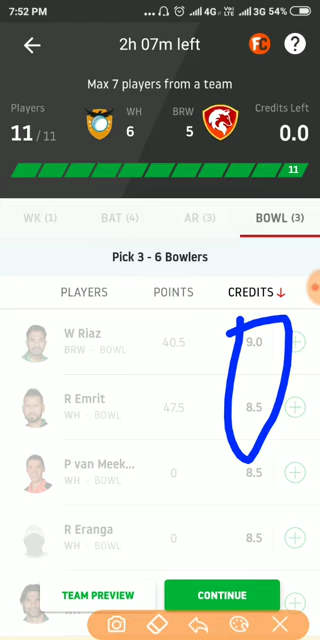 7:52 PM ... 4G VoLTE 3G 54%
2h 07m left FC ?
Max 7 players from a team
Players WH BRW Credits Left
11/11 6 5 0.0
11
WK (1) BAT (4) AR (3) BOWL (3)
Pick 3 - 6 Bowlers
PLAYERS POINTS CREDITS ↓
W Riaz 40.5 9.0
BRW - BOWL
R Emrit 47.5 8.5
WH - BOWL
P van Meek... 0 8.5
WH - BOWL
R Eranga 0 8.5
WH - BOWL
TEAM PREVIEW CONTINUE